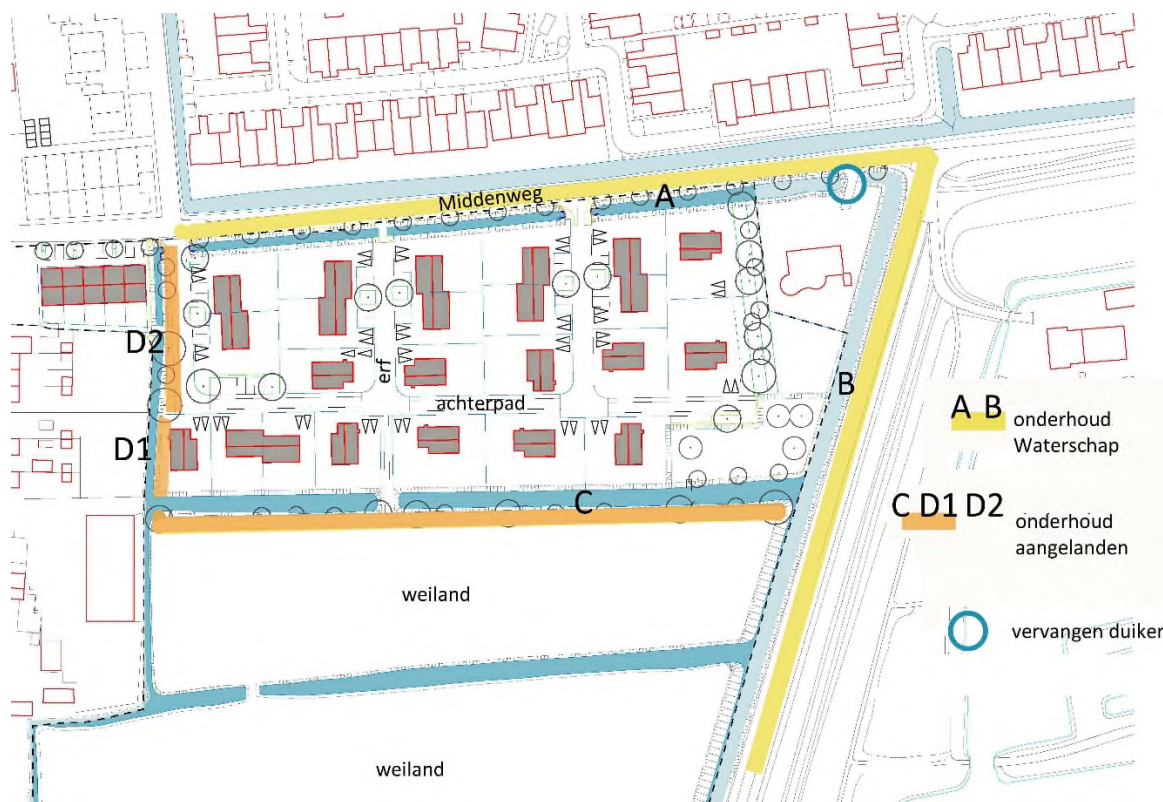 Middenweg
A
D2
erf
achterpad
D1
B
C
weiland
weiland
A B
onderhoud
Waterschap
C D1 D2
onderhoud
aangelanden
vervangen duiker